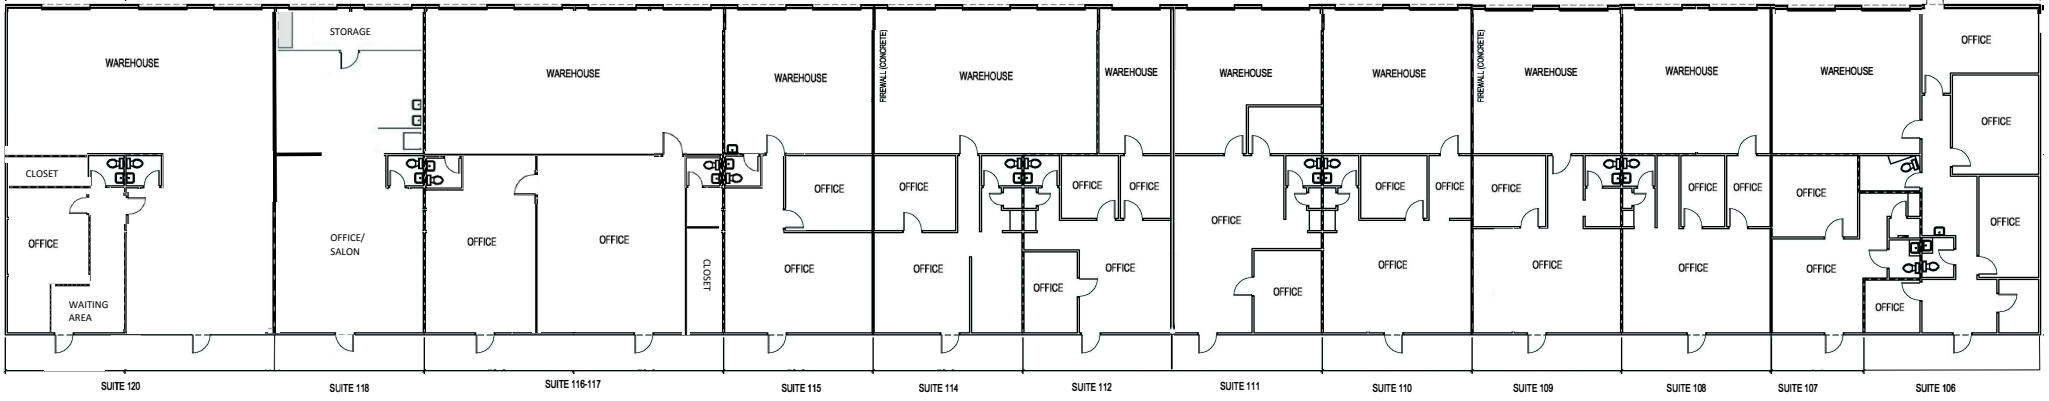 STORAGE
OFFICE
WAREHOUSE
WAREHOUSE
WAREHOUSE
WAREHOUSE
WAREHOUSE
WAREHOUSE
WAREHOUSE
WAREHOUSE
WAREHOUSE
WAREHOUSE
FIREWALL (CONCRETE)
FIREWALL (CONCRETE)
OFFICE
CLOSET
OFFICE
OFFICE
OFFICE
OFFICE
OFFICE
OFFICE
OFFICE
OFFICE
OFFICE
OFFICE
OFFICE
OFFICE
OFFICE/
SALON
OFFICE
OFFICE
OFFICE
CLOSET
OFFICE
OFFICE
OFFICE
OFFICE
OFFICE
OFFICE
OFFICE
OFFICE
OFFICE
WAITING
AREA
OFFICE
SUITE 120
SUITE 118
SUITE 116-117
SUITE 115
SUITE 114
SUITE 112
SUITE 111
SUITE 110
SUITE 109
SUITE 108
SUITE 107
SUITE 106